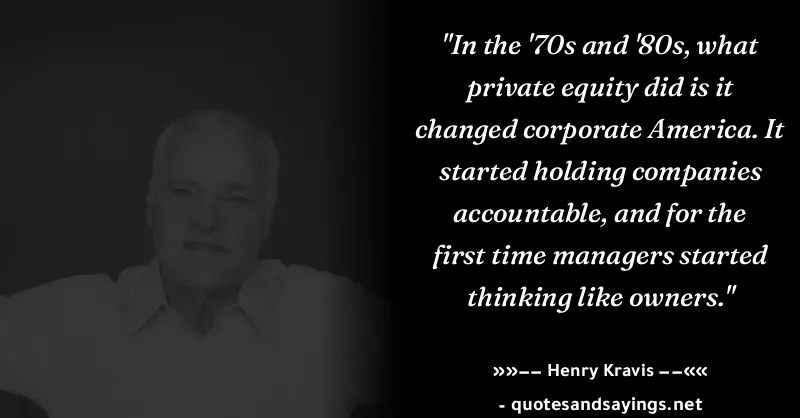 "In the '70s and '80s, what
private equity did is it
changed corporate America. It
started holding companies
accountable, and for the
first time managers started
thinking like owners."
»»−− Henry Kravis −−««
- quotesandsayings.net